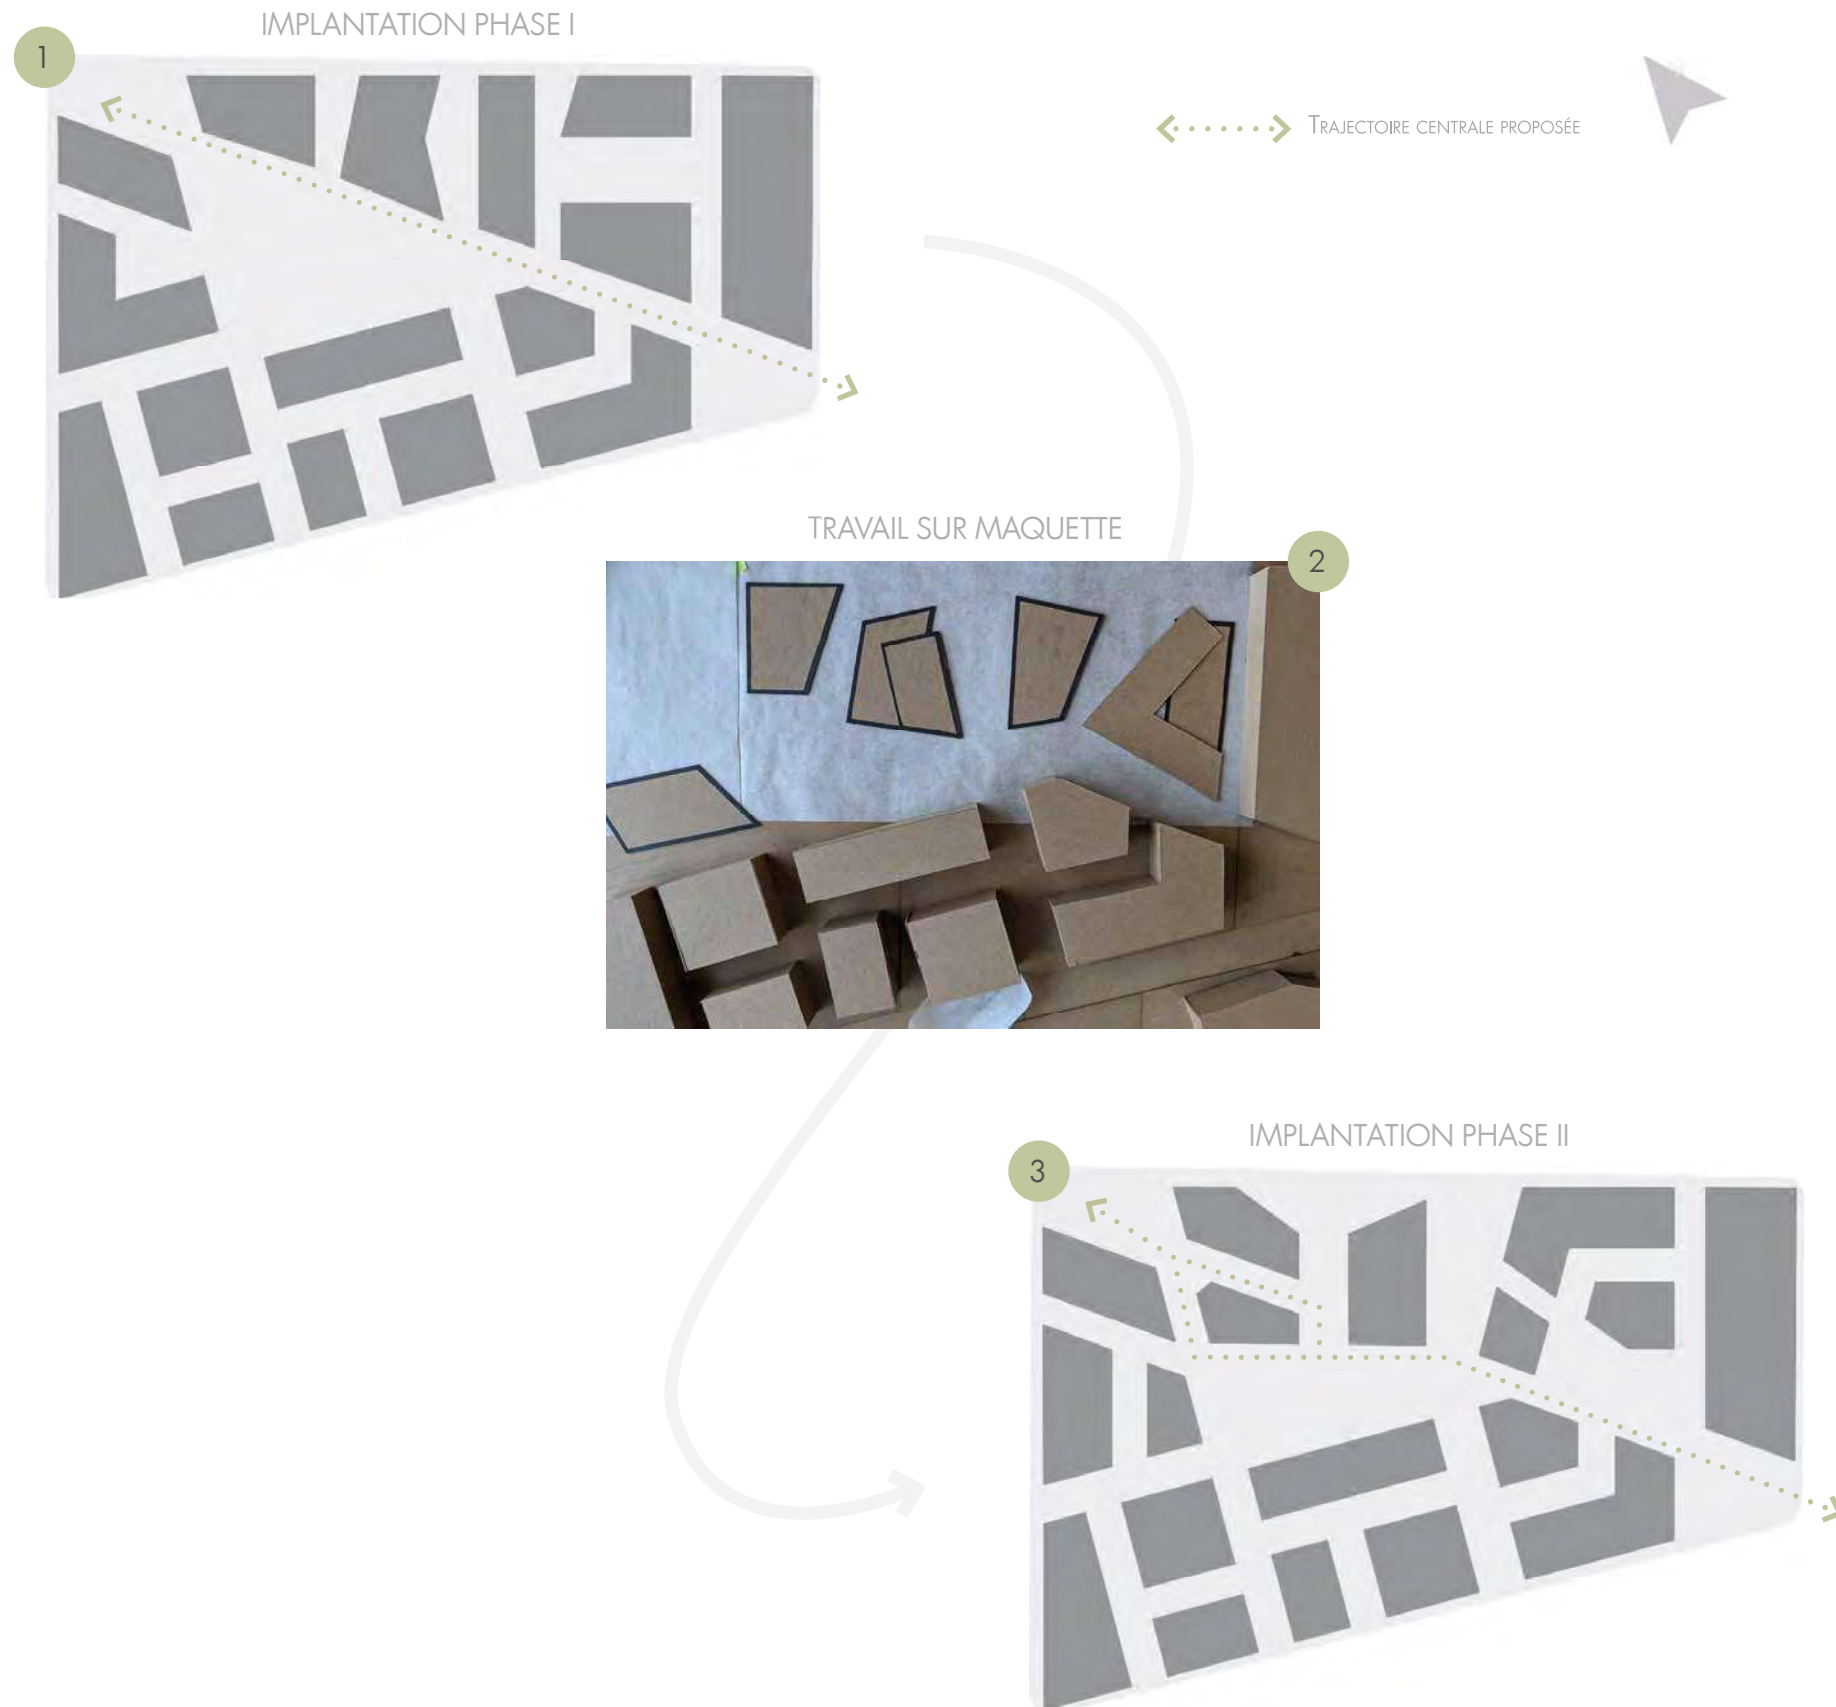 IMPLANTATION PHASE I
1
TRAJECTOIRE CENTRALE PROPOSÉE
TRAVAIL SUR MAQUETTE
2
IMPLANTATION PHASE II
3